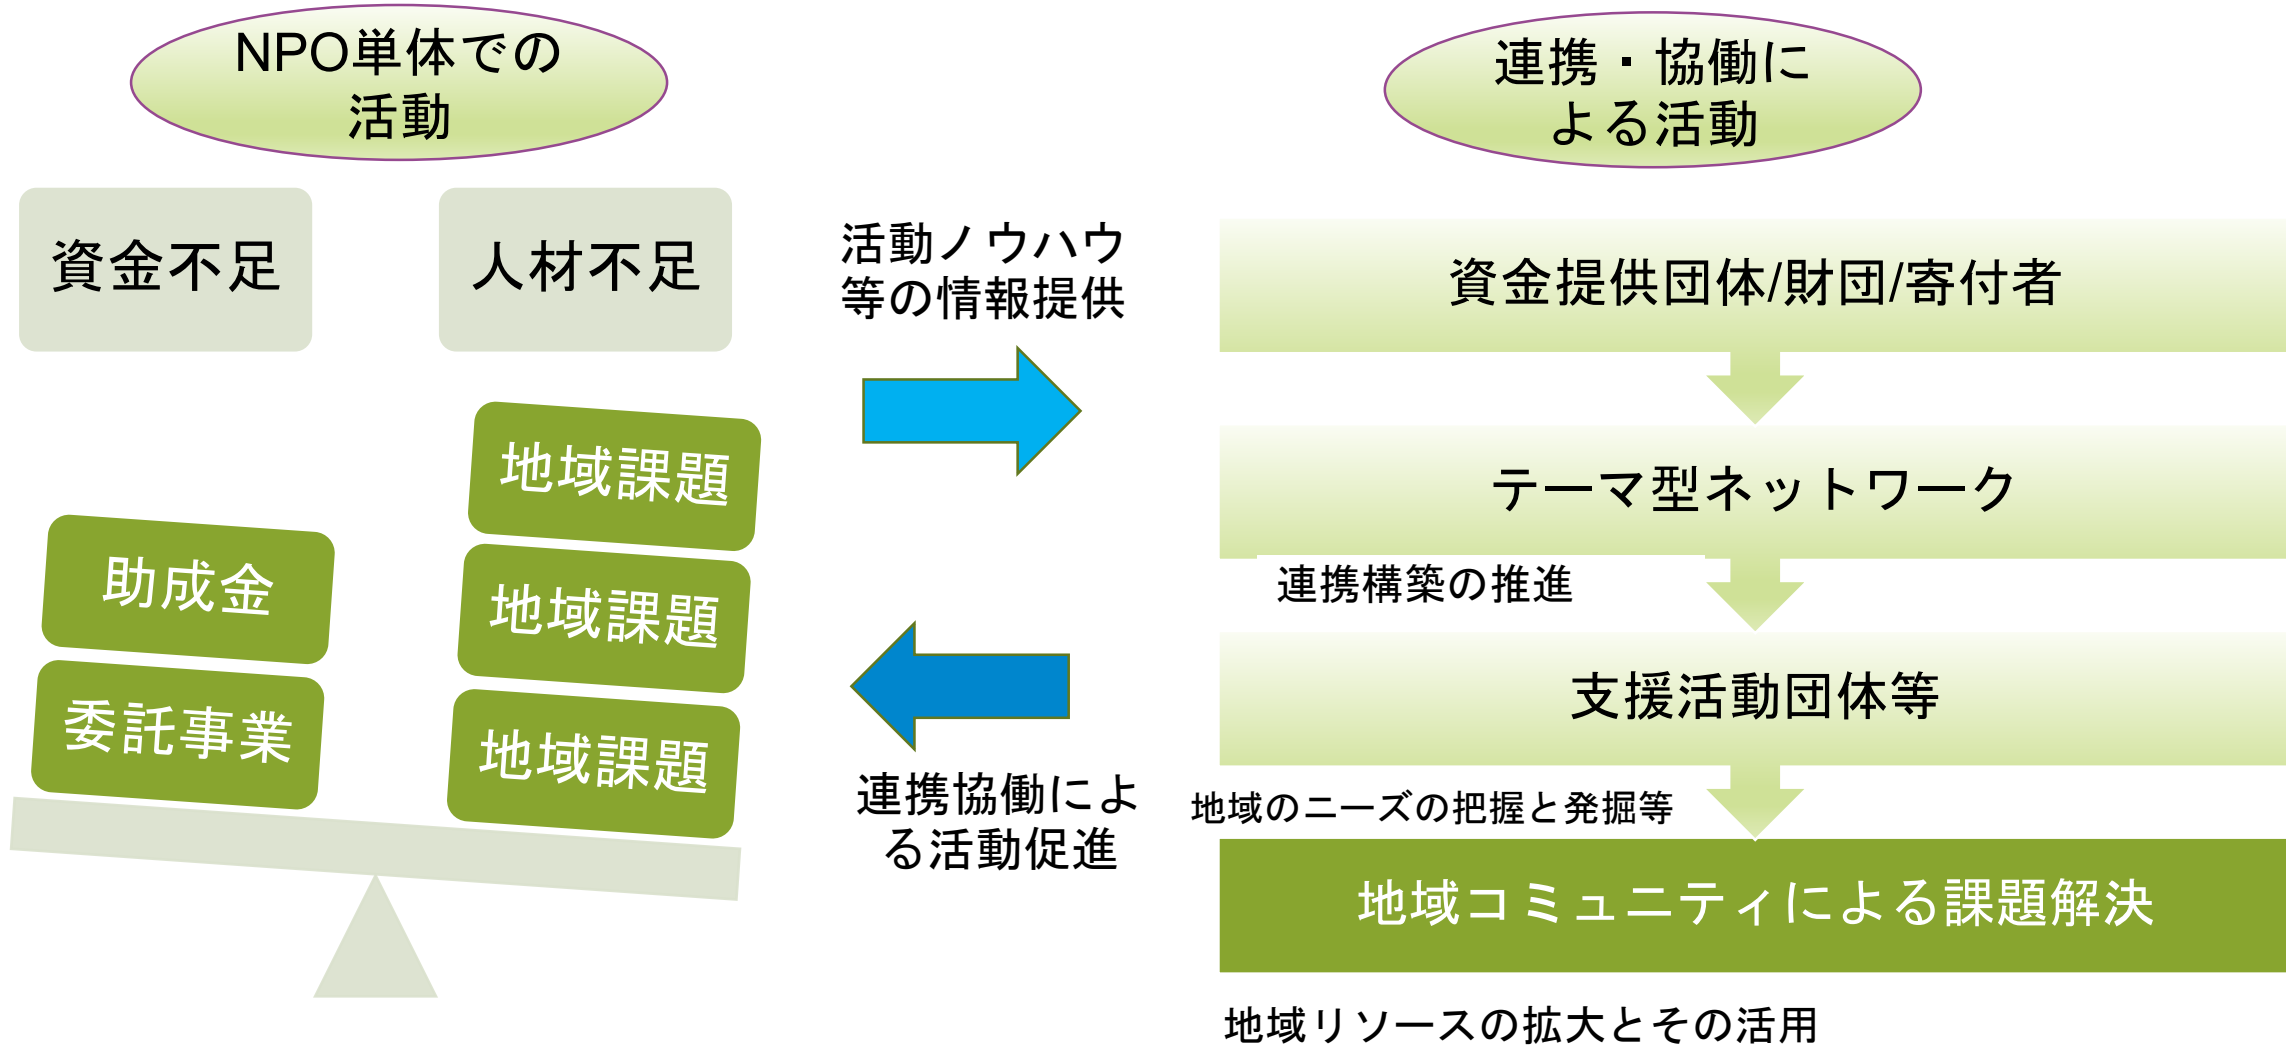 NPO単体での
活動
資金不足
人材不足
助成金
委託事業
地域課題
地域課題
地域課題
活動ノウハウ
等の情報提供
連携協働によ
る活動促進
連携・協働に
よる活動
資金提供団体/財団/寄付者
テーマ型ネットワーク
連携構築の推進
支援活動団体等
地域のニーズの把握と発掘等
地域コミュニティによる課題解決
地域リソースの拡大とその活用